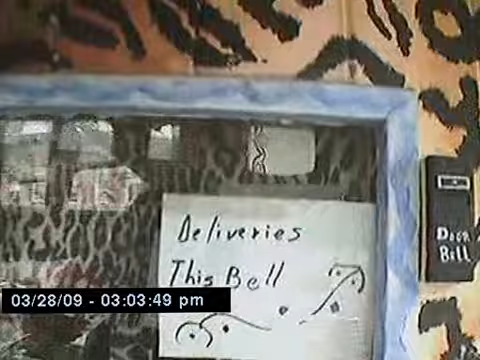 Deliveries
This Bell
Door
Bell
03/28/09 - 03:03:49 pm